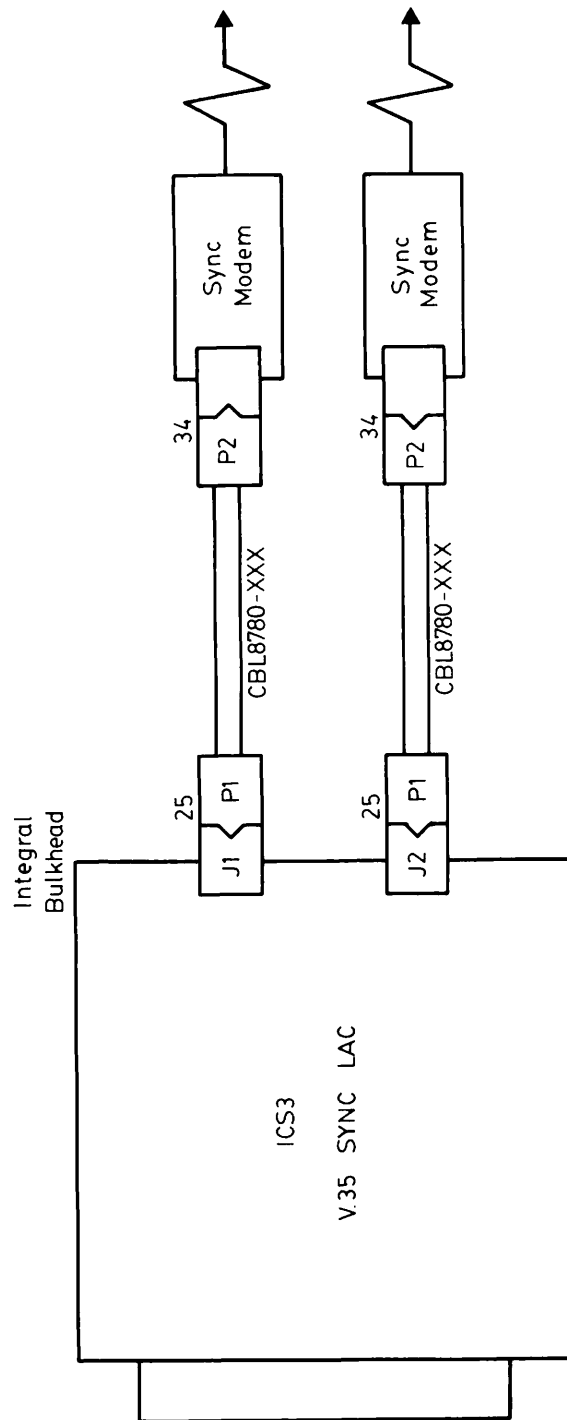 Integral
Bulkhead
ICS3
V.35 SYNC LAC
J1
25
P1
CBL8780-XXX
34
P2
Sync
Modem
J2
25
P1
CBL8780-XXX
34
P2
Sync
Modem